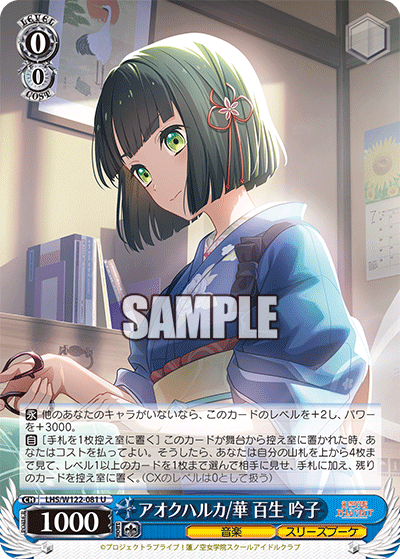 LEVEL
0
0
COST
7
SAMPLE
永 他のあなたのキャラがいないなら、このカードのレベルを+2し、パワー
を+3000。
自 [手札を1枚控え室に置く] このカードが舞台から控え室に置かれた時、あ
なたはコストを払ってよい。そうしたら、あなたは自分の山札を上から4枚ま
で見て、レベル1以上のカードを1枚まで選んで相手に見せ、手札に加え、残り
のカードを控え室に置く。(CXのレベルは0として扱う)
CH LHS/W122-081 U
1000
アオクハルカ/華 百生 吟子
音楽
スリーズブーケ
©プロジェクトラブライブ!蓮ノ空女学院スクールアイドルクラブ